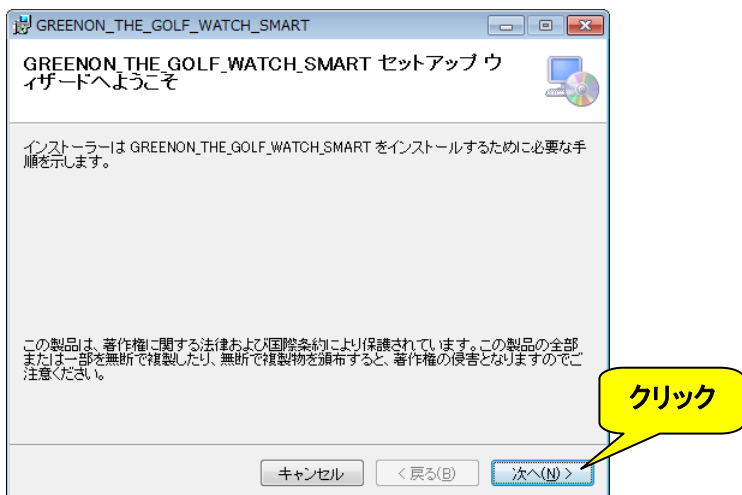 GREENON_THE_GOLF_WATCH_SMART
GREENON_THE_GOLF_WATCH_SMART セットアップ ウ
ィザードへようこそ
インストーラーは GREENON_THE_GOLF_WATCH_SMART をインストールするために必要な手
順を示します。
この製品は、著作権に関する法律および国際条約により保護されています。この製品の全部
または一部を無断で複製したり、無断で複製物を頒布すると、著作権の侵害となりますのでご
注意ください。
クリック
キャンセル
< 戻る(B)
次へ(N) >